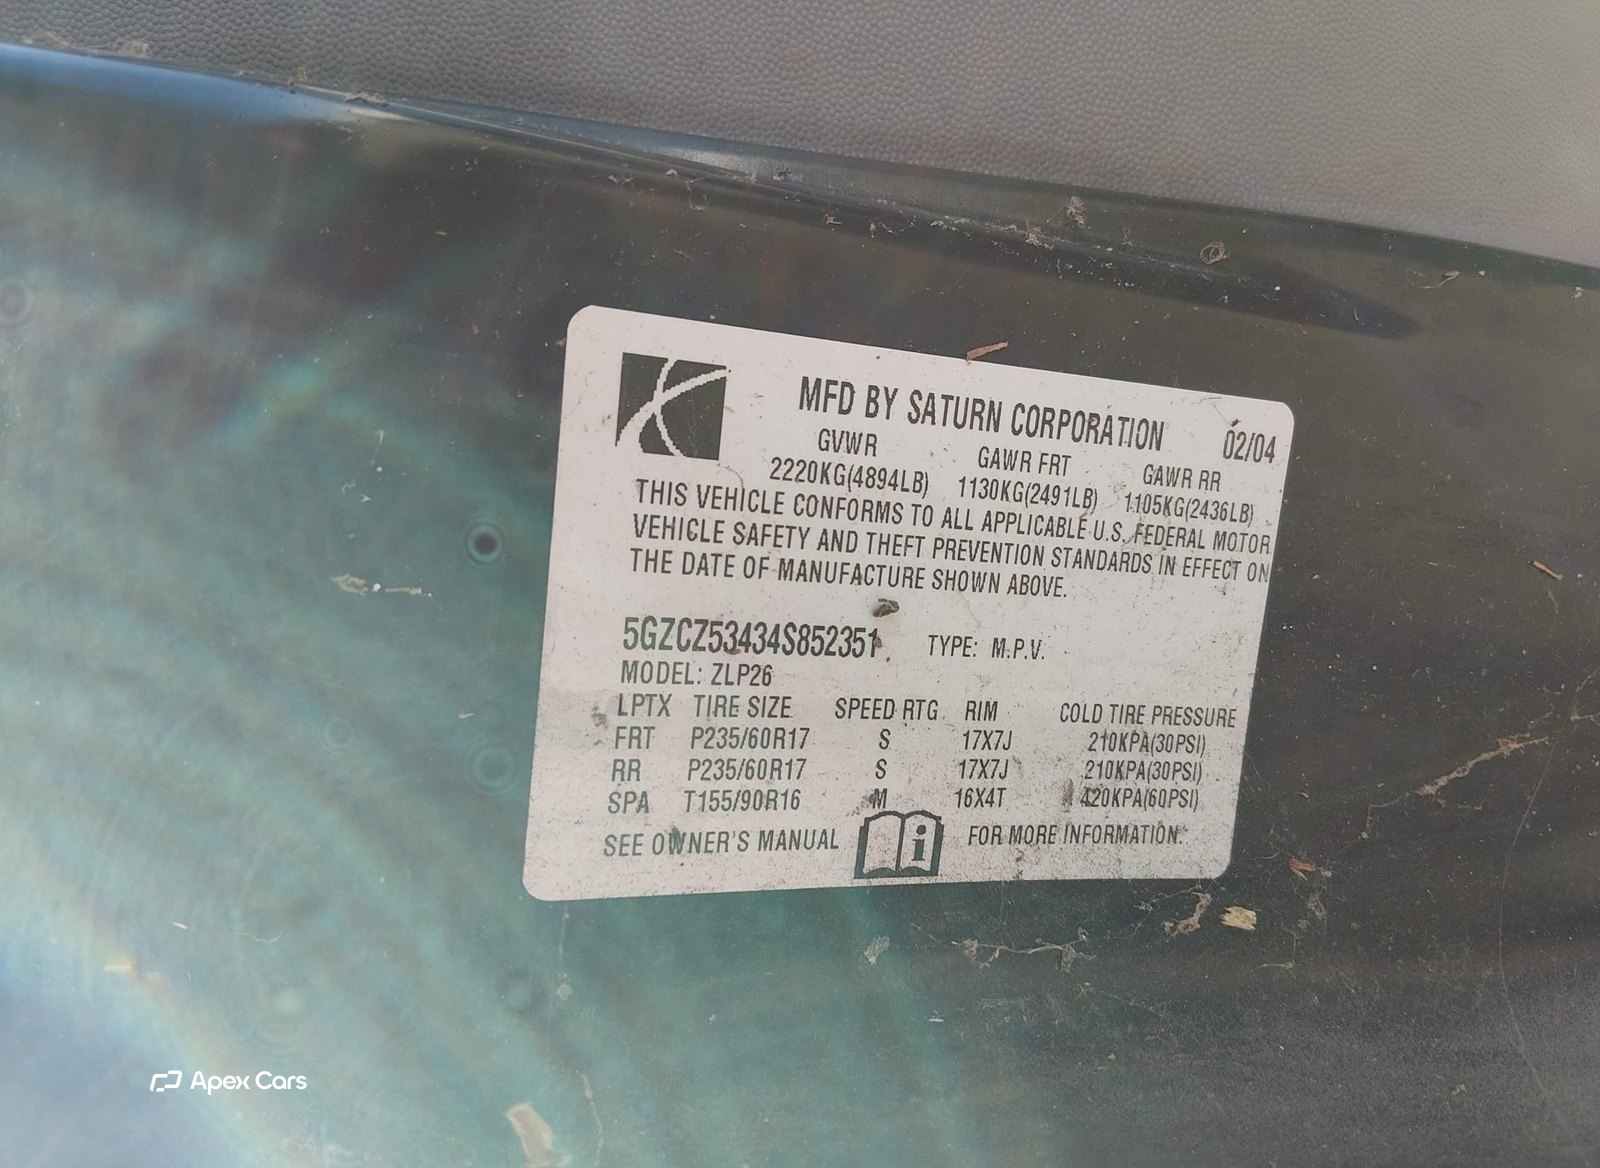 MFD BY SATURN CORPORATION 02/04
GVWR GAWR FRT GAWR RR
2220KG(4894LB) 1130KG(2491LB) 1105KG(2436LB)
THIS VEHICLE CONFORMS TO ALL APPLICABLE U.S. FEDERAL MOTOR
VEHICLE SAFETY AND THEFT PREVENTION STANDARDS IN EFFECT ON
THE DATE OF MANUFACTURE SHOWN ABOVE.
5GZCZ53434S852351 TYPE: M.P.V.
MODEL: ZLP26
LPTX TIRE SIZE SPEED RTG RIM COLD TIRE PRESSURE
FRT P235/60R17 S 17X7J 210KPA(30PSI)
RR P235/60R17 S 17X7J 210KPA(30PSI)
SPA T155/90R16 M 16X4T 420KPA(60PSI)
SEE OWNER'S MANUAL i FOR MORE INFORMATION.
Apex Cars